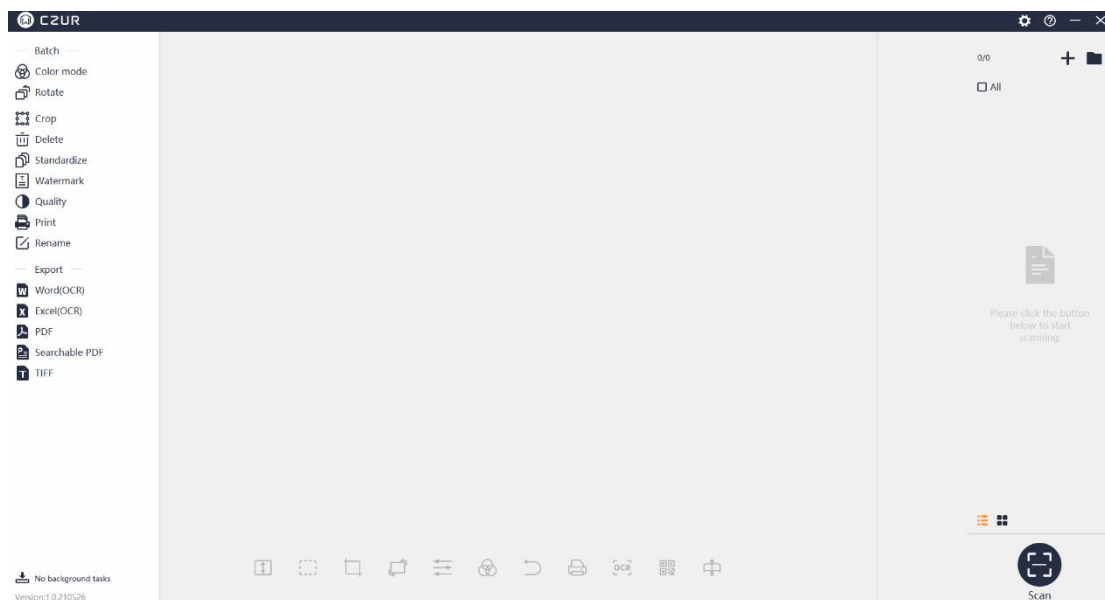 CZUR
Batch
Color mode
Rotate
Crop
Delete
Standardize
Watermark
Quality
Print
Rename
Export
Word(OCR)
Excel(OCR)
PDF
Searchable PDF
TIFF
No background tasks
Version:1.0.210526
OCR
0/0
All
Please click the button
below to start
scanning.
Scan